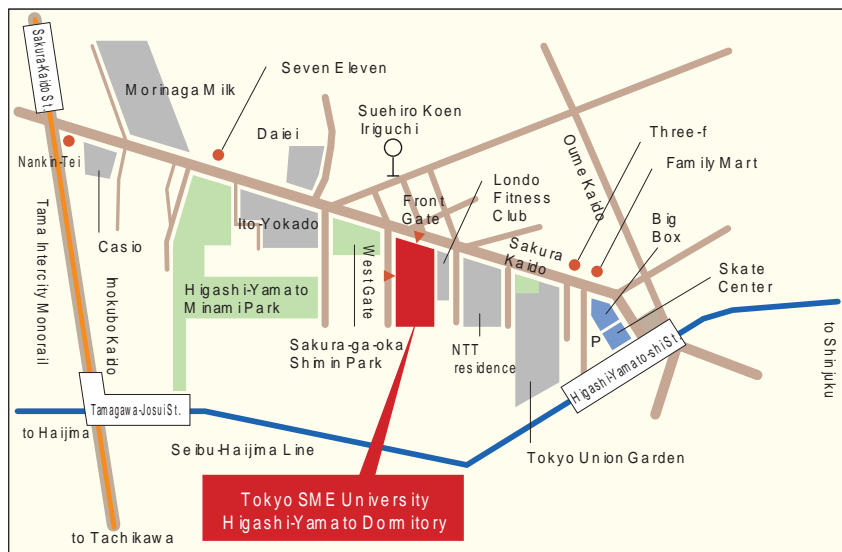 Sakura-Kaido St.
Morinaga Milk
Seven Eleven
Daiei
Suehiro Koen
Iriguchi
Three-f
Family Mart
Oume Kaido
Nankin-Tei
Casio
Ito-Yokado
Front
Gate
Londo
Fitness
Club
Sakura
Kaido
Big
Box
Skate
Center
Tama Intercity Monorail
Imokubo Kaido
Higashi-Yamato
Minami Park
West Gate
Sakura-ga-oka
Shimin Park
NTT
residence
P
Higashi-Yamato-shi St.
to Shinjuku
Tamagawa-Josui St.
to Haijima
Seibu-Haijima Line
Tokyo Union Garden
Tokyo SME University
Higashi-Yamato Dormitory
to Tachikawa